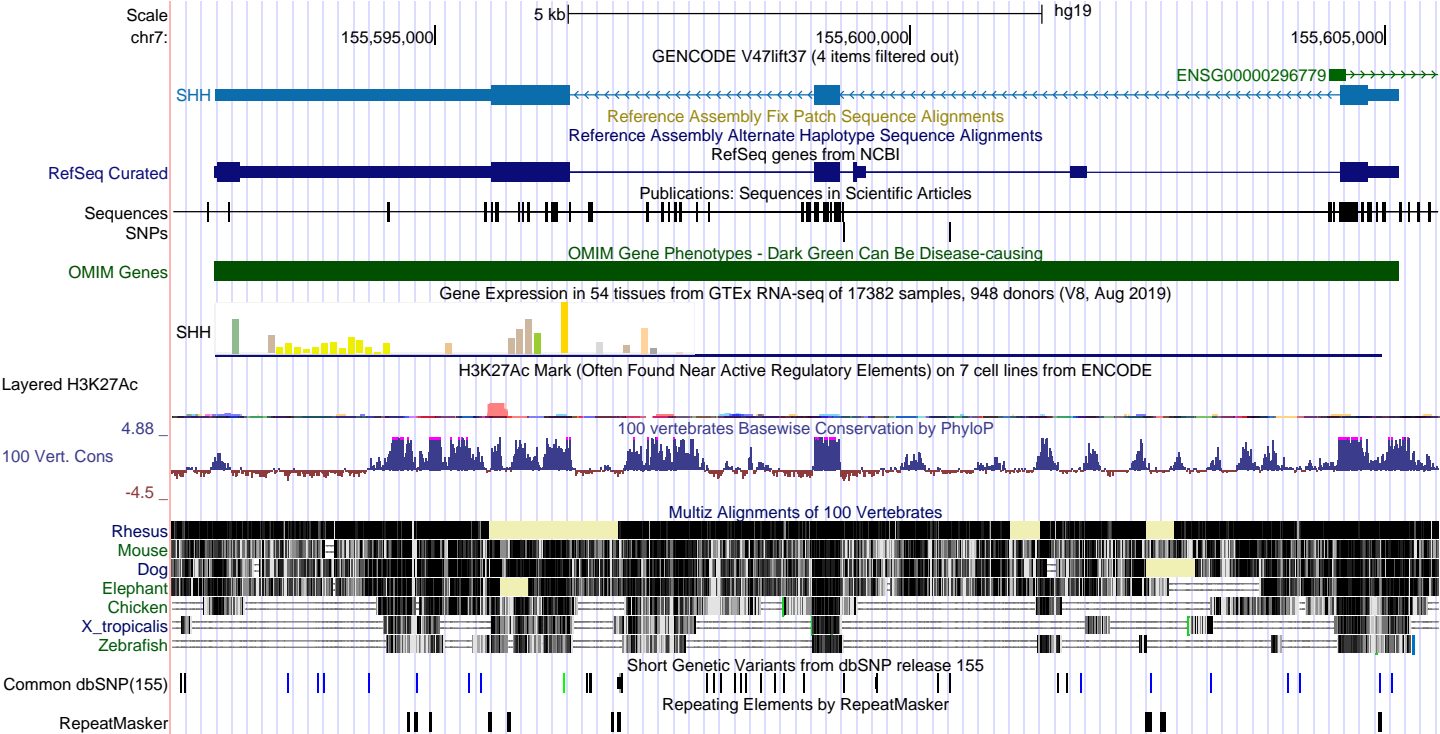 Scale 5 kb hg19
chr7: 155,595,000 155,600,000 155,605,000
GENCODE V47lift37 (4 items filtered out)
ENSG00000296779
SHH
Reference Assembly Fix Patch Sequence Alignments
Reference Assembly Alternate Haplotype Sequence Alignments
RefSeq genes from NCBI
RefSeq Curated
Publications: Sequences in Scientific Articles
Sequences
SNPs
OMIM Gene Phenotypes - Dark Green Can Be Disease-causing
OMIM Genes
Gene Expression in 54 tissues from GTEx RNA-seq of 17382 samples, 948 donors (V8, Aug 2019)
SHH
H3K27Ac Mark (Often Found Near Active Regulatory Elements) on 7 cell lines from ENCODE
Layered H3K27Ac
4.88 _
100 vertebrates Basewise Conservation by PhyloP
100 Vert. Cons
-4.5 _
Multiz Alignments of 100 Vertebrates
Rhesus
Mouse
Dog
Elephant
Chicken
X_tropicalis
Zebrafish
Short Genetic Variants from dbSNP release 155
Common dbSNP(155)
Repeating Elements by RepeatMasker
RepeatMasker